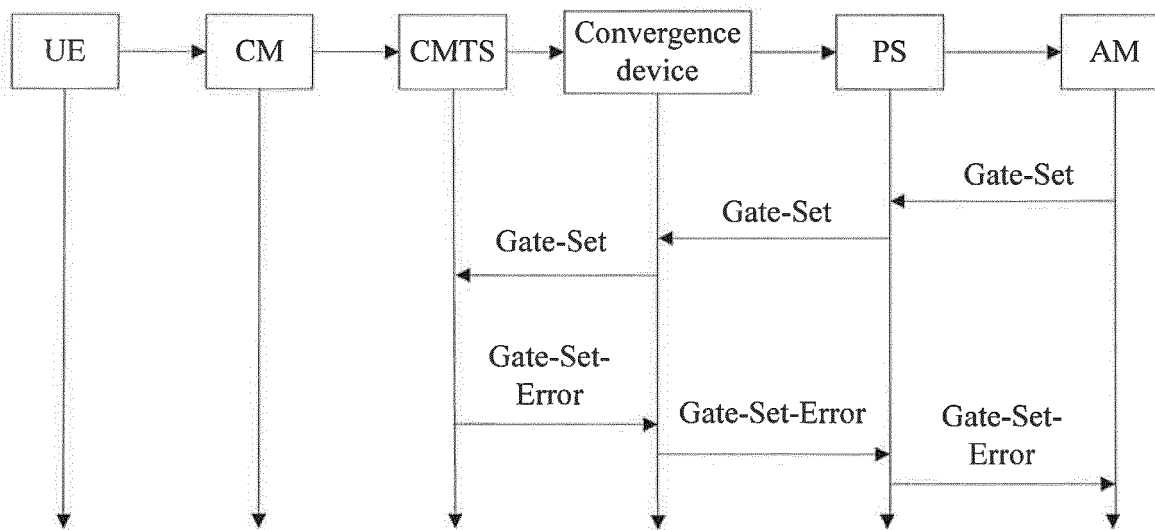 UE
CM
CMTS
Convergence
device
PS
AM
Gate-Set
Gate-Set
Gate-Set
Gate-Set-
Error
Gate-Set-Error
Gate-Set-
Error